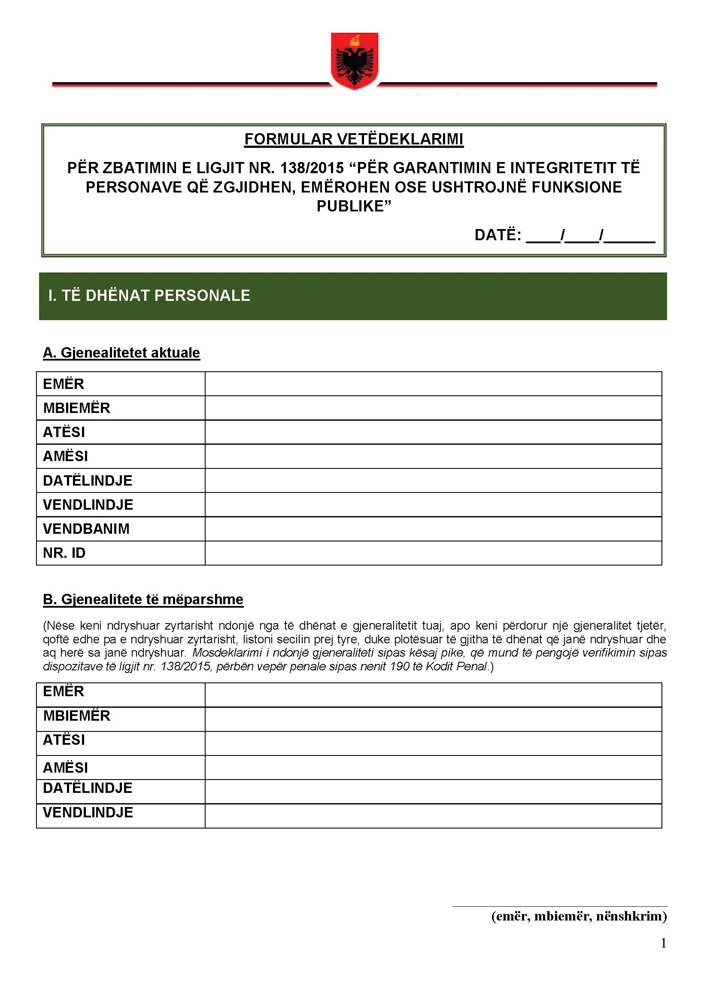 FORMULAR VETËDEKLARIMI
PËR ZBATIMIN E LIGJIT NR. 138/2015 “PËR GARANTIMIN E INTEGRITETIT TË
PERSONAVE QË ZGJIDHEN, EMËROHEN OSE USHTROJNË FUNKSIONE
PUBLIKE”
DATË: ____/____/______
I. TË DHËNAT PERSONALE
A. Gjenealitetet aktuale
EMËR
MBIEMËR
ATËSI
AMËSI
DATËLINDJE
VENDLINDJE
VENDBANIM
NR. ID
B. Gjenealitete të mëparshme
(Nëse keni ndryshuar zyrtarisht ndonjë nga të dhënat e gjeneralitetit tuaj, apo keni përdorur një gjeneralitet tjetër,
qoftë edhe pa e ndryshuar zyrtarisht, listoni secilin prej tyre, duke plotësuar të gjitha të dhënat që janë ndryshuar dhe
aq herë sa janë ndryshuar. Mosdeklarimi i ndonjë gjeneraliteti sipas kësaj pike, që mund të pengojë verifikimin sipas
dispozitave të ligjit nr. 138/2015, përbën vepër penale sipas nenit 190 të Kodit Penal.)
EMËR
MBIEMËR
ATËSI
AMËSI
DATËLINDJE
VENDLINDJE
(emër, mbiemër, nënshkrim)
1